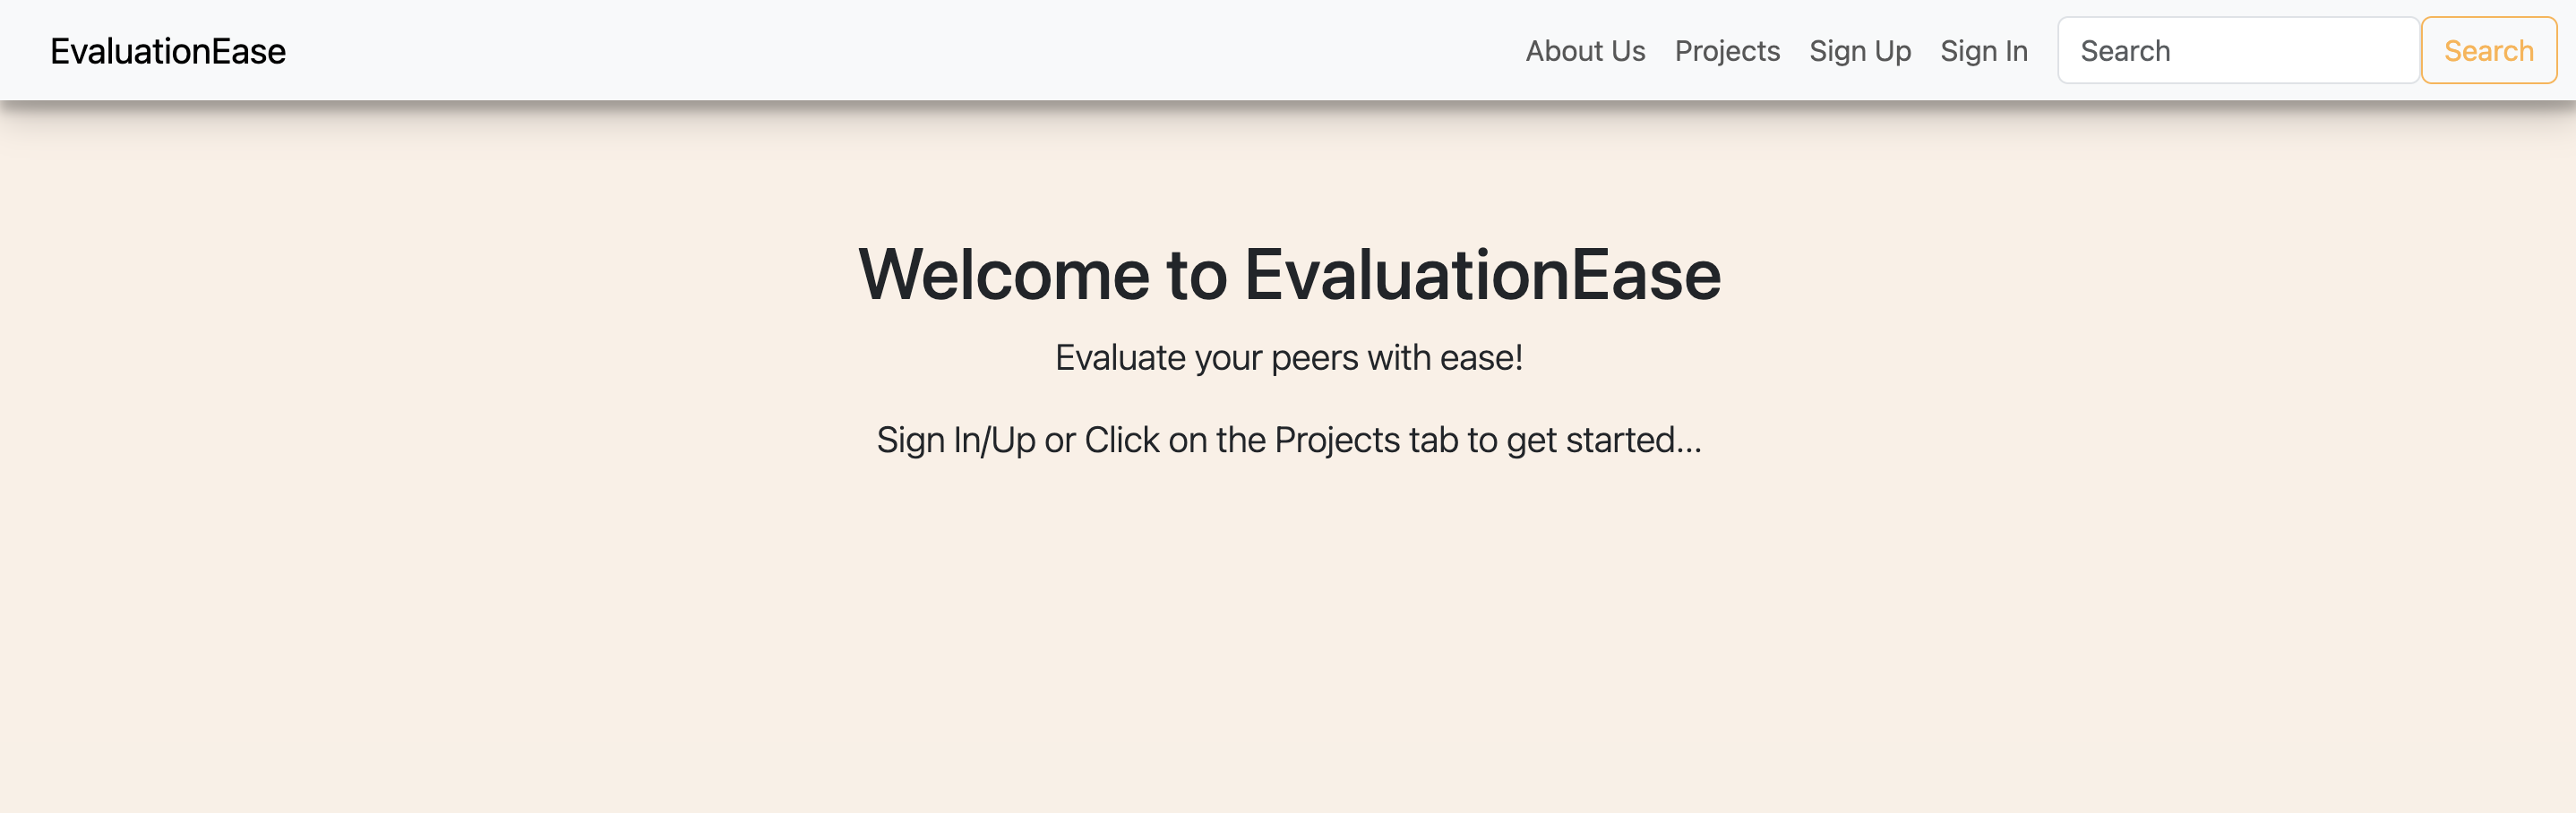 EvaluationEase About Us Projects Sign Up Sign In Search Search
Welcome to EvaluationEase
Evaluate your peers with ease!
Sign In/Up or Click on the Projects tab to get started...